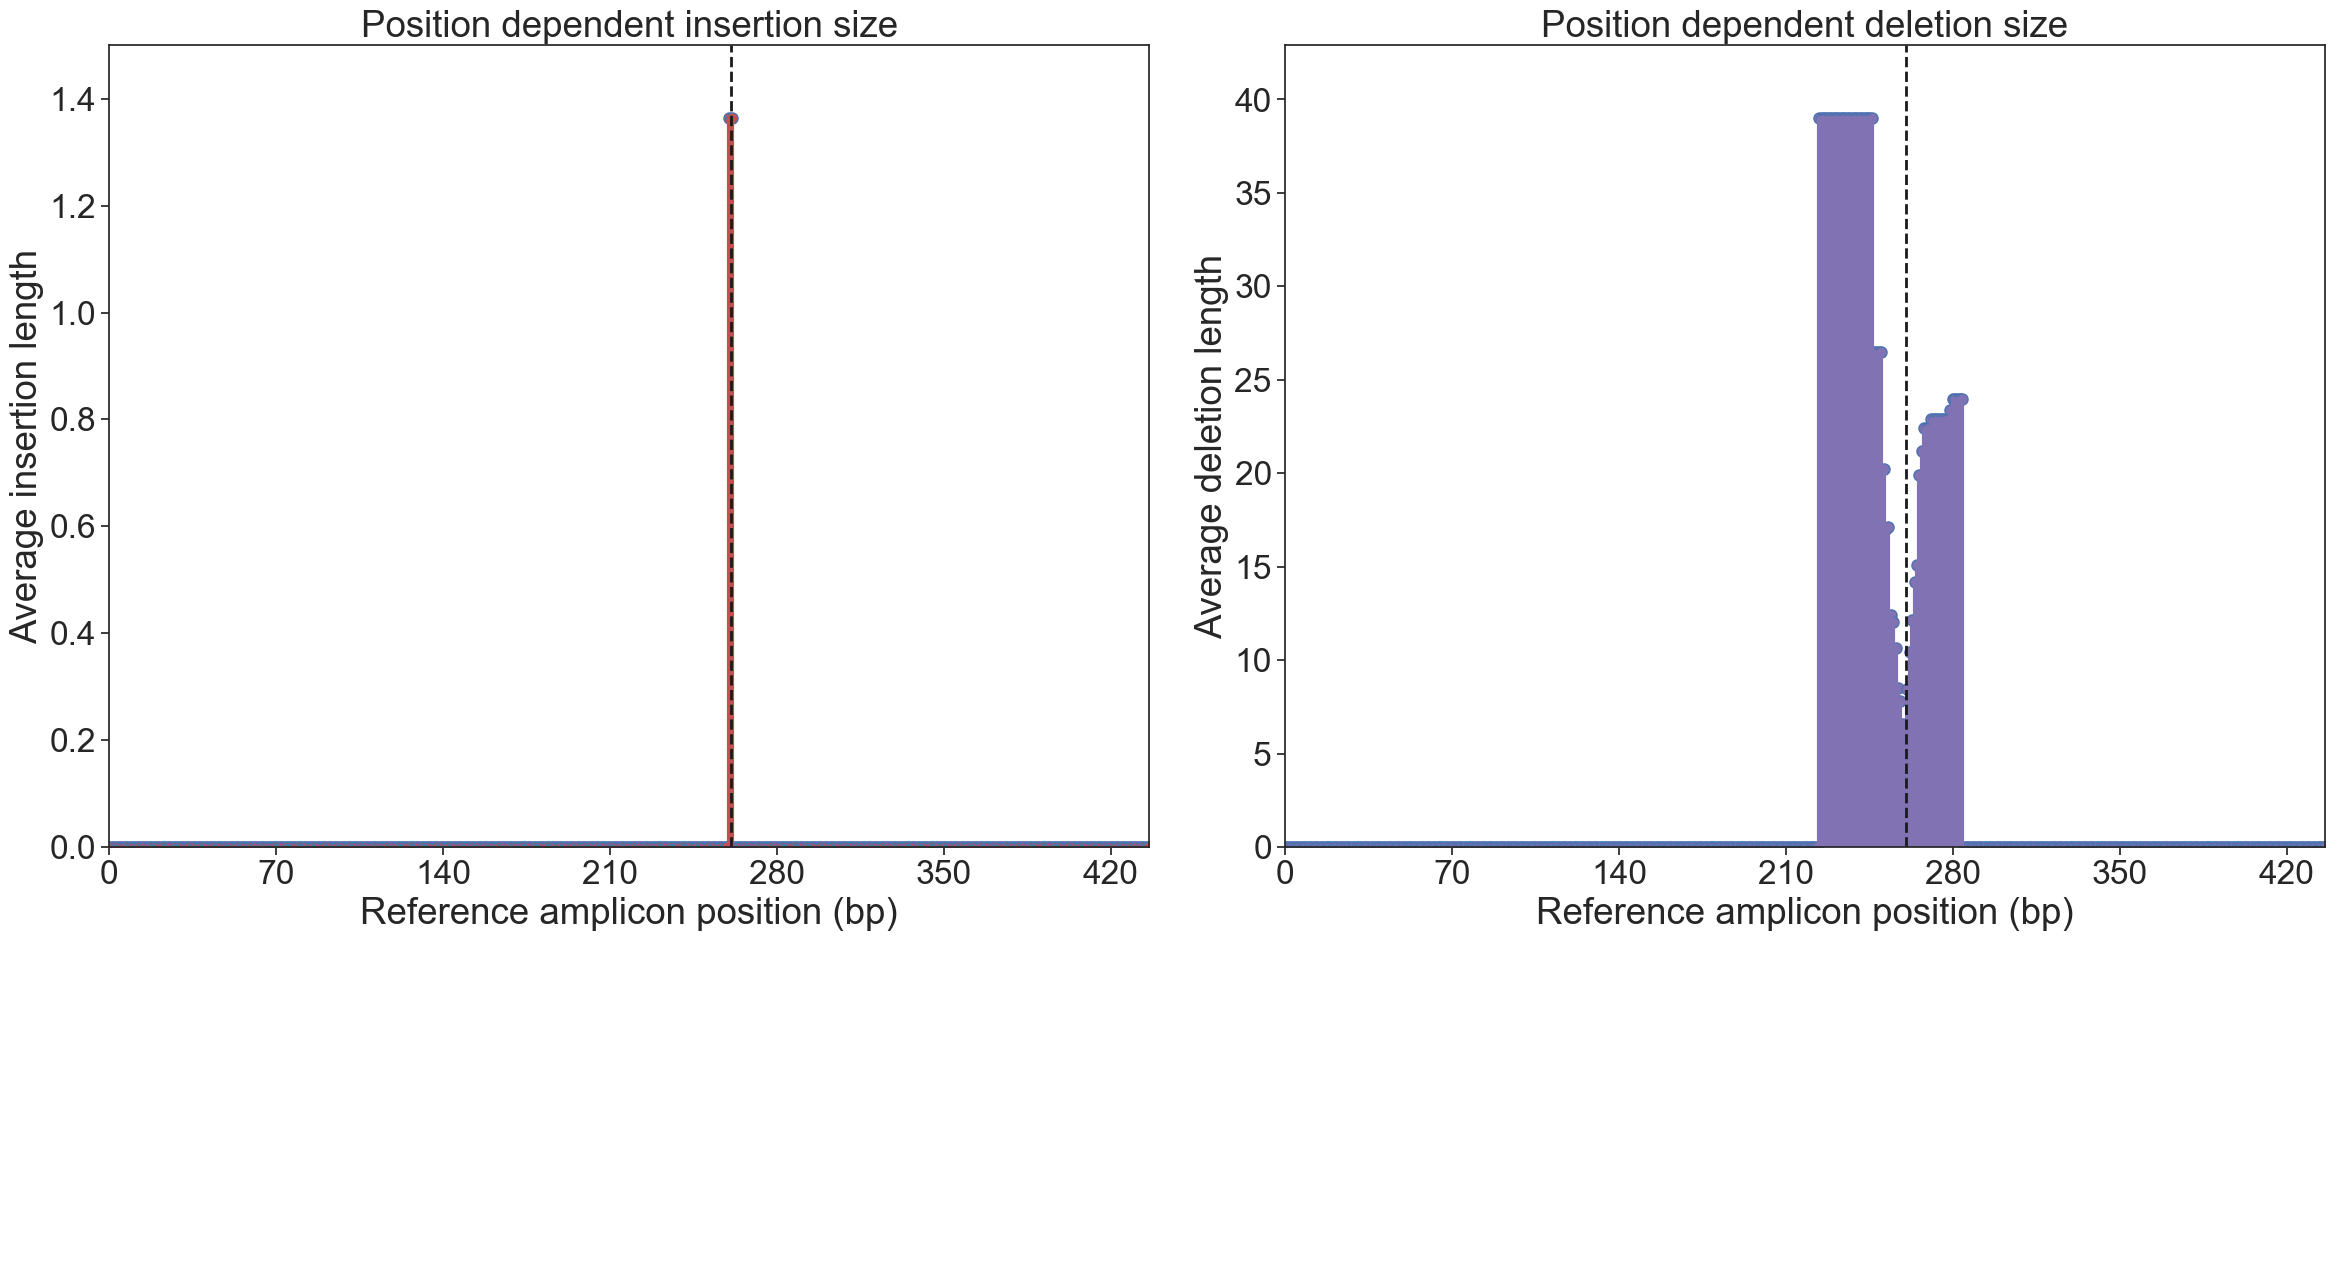 Position dependent insertion size
Average insertion length
1.4
1.2
1.0
0.8
0.6
0.4
0.2
0.0
0 70 140 210 280 350 420
Reference amplicon position (bp)
Position dependent deletion size
Average deletion length
40
35
30
25
20
15
10
5
0
0 70 140 210 280 350 420
Reference amplicon position (bp)